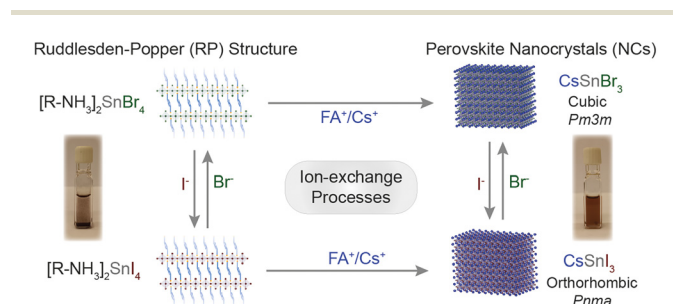 Ruddlesden-Popper (RP) Structure
Perovskite Nanocrystals (NCs)
[R-NH₃]₂SnBr₄
FA⁺/Cs⁺
CsSnBr₃
Cubic
Pm3m
I⁻
Br⁻
Ion-exchange
Processes
I⁻
Br⁻
[R-NH₃]₂SnI₄
FA⁺/Cs⁺
CsSnI₃
Orthorhombic
Pnma